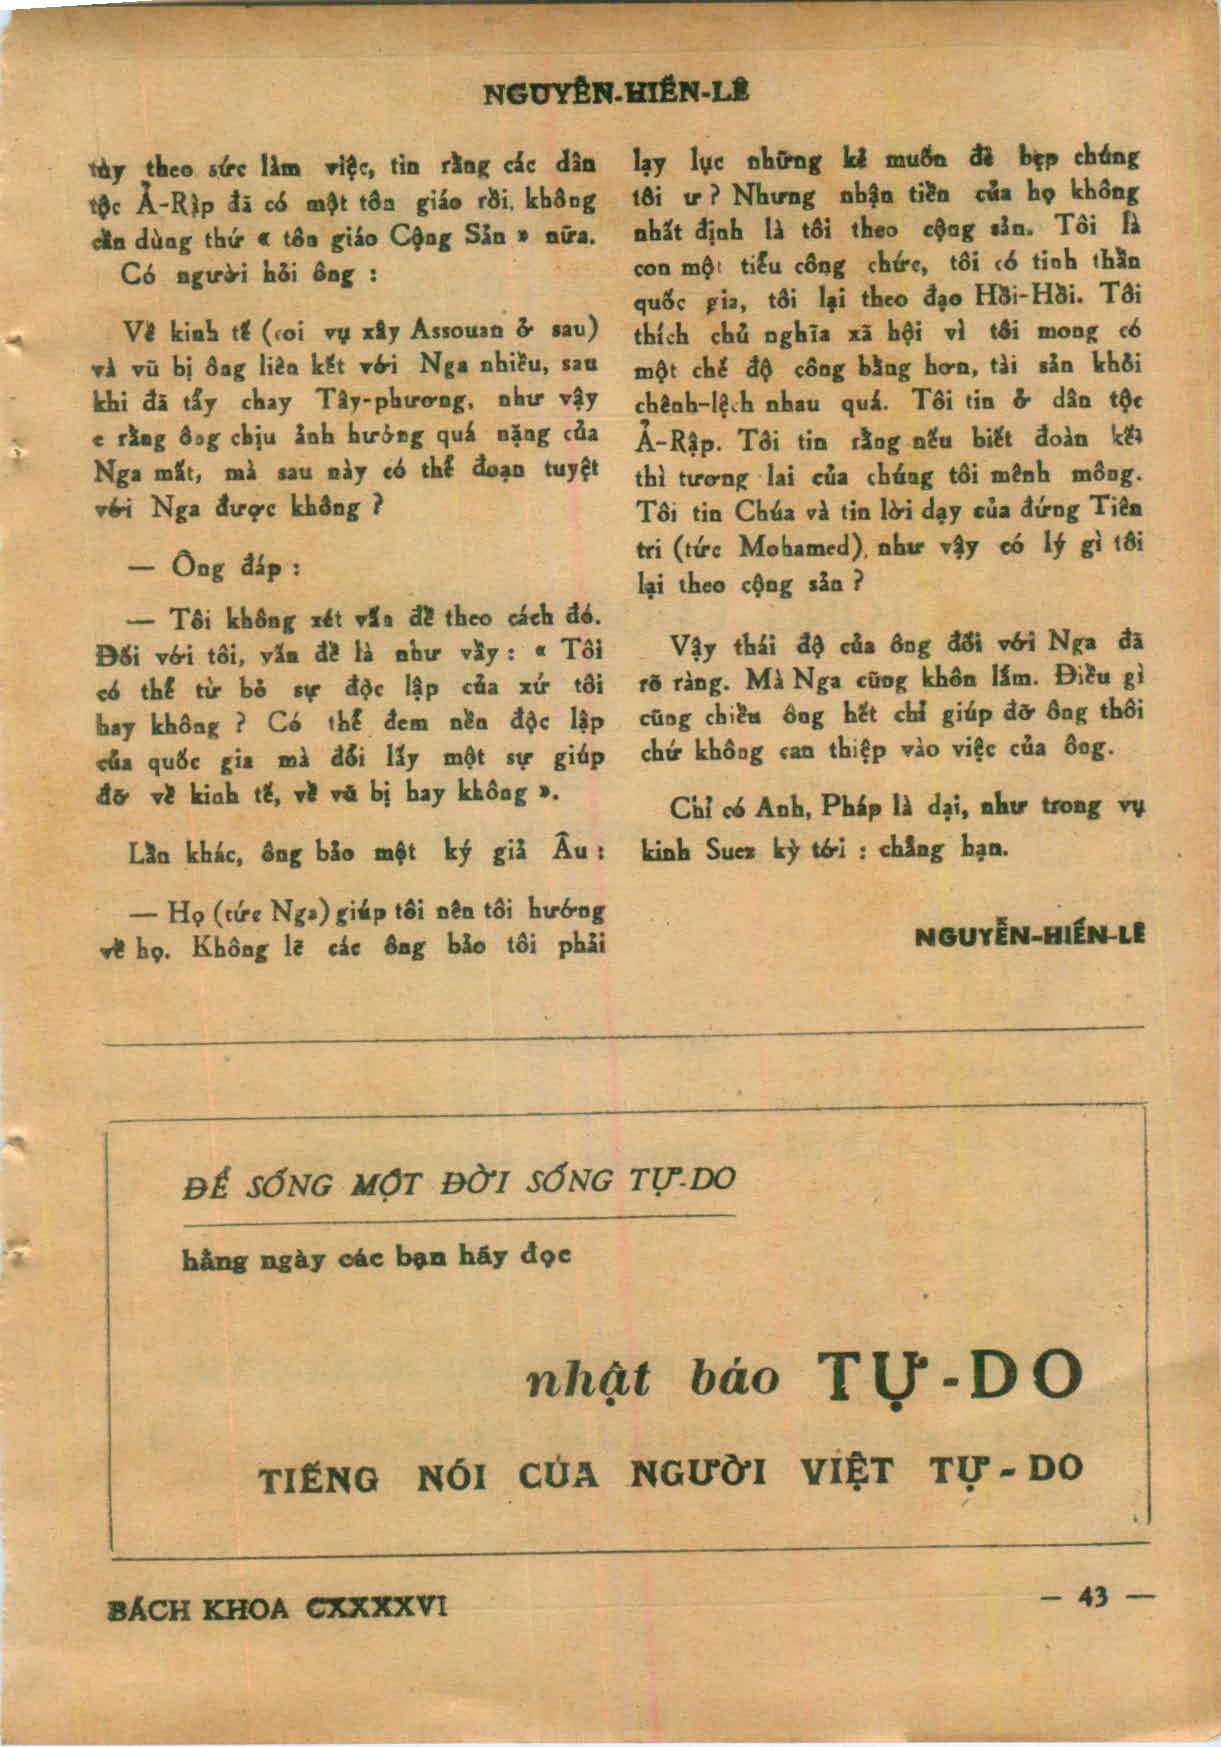 NGUYỄN-HIẾN-LÊ
tùy theo sức làm việc, tin rằng các dân
tộc Ả-Rập đã có một tôn giáo rồi, không
cần dùng thứ « tôn giáo Cộng Sản » nữa.
Có người hỏi ông :
Về kinh tế (coi vụ xây Assouan ở sau)
và vũ bị ông liên kết với Nga nhiều, sau
khi đã tẩy chay Tây-phương, như vậy
e rằng ông chịu ảnh hưởng quá nặng của
Nga mất, mà sau này có thể đoạn tuyệt
với Nga được không ?
— Ông đáp :
— Tôi không xét vấn đề theo cách đó.
Đối với tôi, vấn đề là như vầy : « Tôi
có thể từ bỏ sự độc lập của xứ tôi
hay không ? Có thể đem nền độc lập
của quốc gia mà đổi lấy một sự giúp
đỡ về kinh tế, về vũ bị hay không ».
Lần khác, ông bảo một ký giả Âu :
— Họ (tức Nga) giúp tôi nên tôi hướng
về họ. Không lẽ các ông bảo tôi phải
lạy lục những kẻ muốn đè bẹp chúng
tôi ư ? Nhưng nhận tiền của họ không
nhất định là tôi theo cộng sản. Tôi là
con một tiểu công chức, tôi có tinh thần
quốc gia, tôi lại theo đạo Hồi-Hồi. Tôi
thích chủ nghĩa xã hội vì tôi mong có
một chế độ công bằng hơn, tài sản khỏi
chênh-lệch nhau quá. Tôi tin ở dân tộc
Ả-Rập. Tôi tin rằng nếu biết đoàn kết
thì tương lai của chúng tôi mênh mông.
Tôi tin Chúa và tin lời dạy của đứng Tiên
tri (tức Mohamed), như vậy có lý gì tôi
lại theo cộng sản ?
Vậy thái độ của ông đối với Nga đã
rõ ràng. Mà Nga cũng khôn lắm. Điều gì
cũng chiều ông hết chỉ giúp đỡ ông thôi
chứ không can thiệp vào việc của ông.
Chỉ có Anh, Pháp là dại, như trong vụ
kinh Suez kỳ tới : chẳng hạn.
NGUYỄN-HIẾN-LÊ
ĐỂ SỐNG MỘT ĐỜI SỐNG TỰ-DO
hằng ngày các bạn hãy đọc
nhật báo TỰ-DO
TIẾNG NÓI CỦA NGƯỜI VIỆT TỰ-DO
BÁCH KHOA CXXXXVI
— 43 —